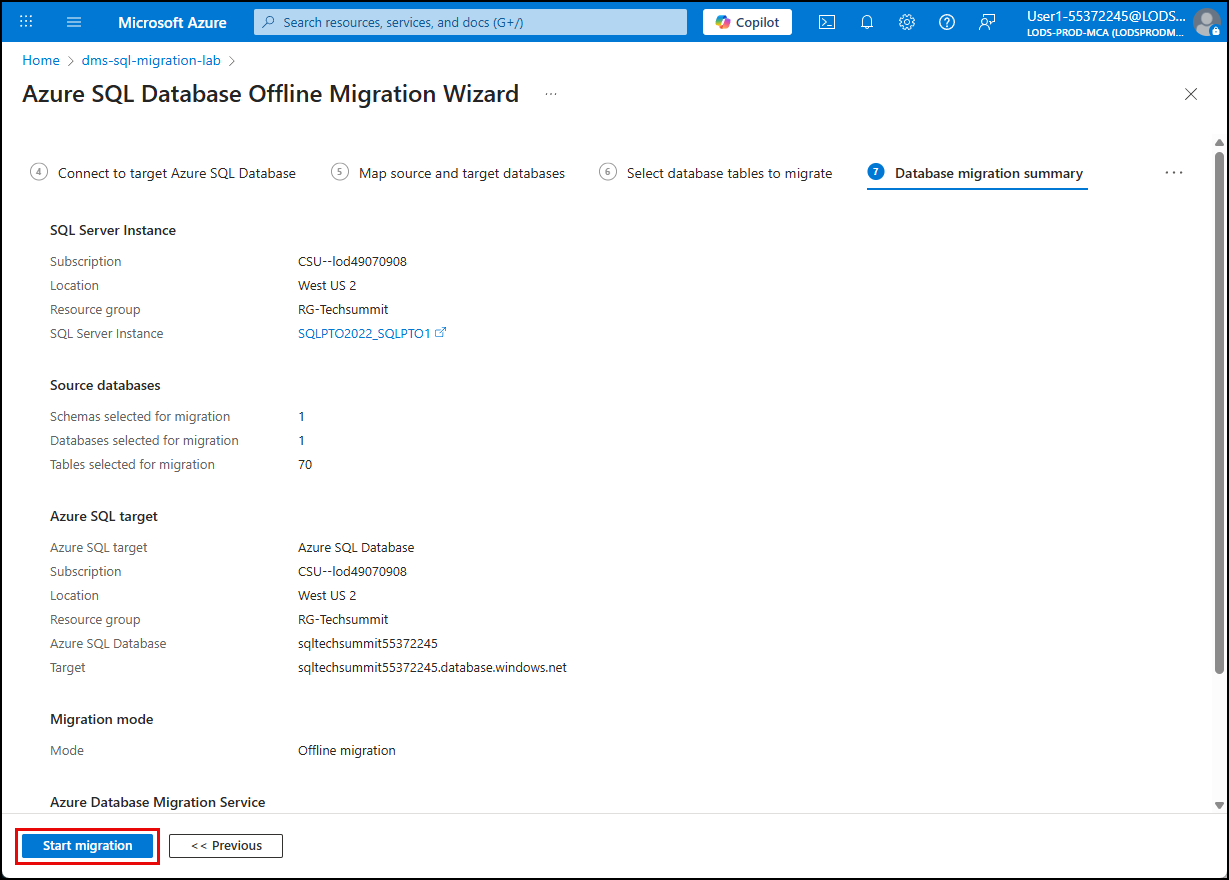 Microsoft Azure
Search resources, services, and docs (G+/)
Copilot
User1-55372245@LODS...
LODS-PROD-MCA (LODSPRODM...
Home > dms-sql-migration-lab >
Azure SQL Database Offline Migration Wizard ...
4 Connect to target Azure SQL Database
5 Map source and target databases
6 Select database tables to migrate
7 Database migration summary
...
SQL Server Instance
Subscription CSU--lod49070908
Location West US 2
Resource group RG-Techsummit
SQL Server Instance SQLPTO2022_SQLPTO1
Source databases
Schemas selected for migration 1
Databases selected for migration 1
Tables selected for migration 70
Azure SQL target
Azure SQL target Azure SQL Database
Subscription CSU--lod49070908
Location West US 2
Resource group RG-Techsummit
Azure SQL Database sqltechsummit55372245
Target sqltechsummit55372245.database.windows.net
Migration mode
Mode Offline migration
Azure Database Migration Service
Start migration
<< Previous